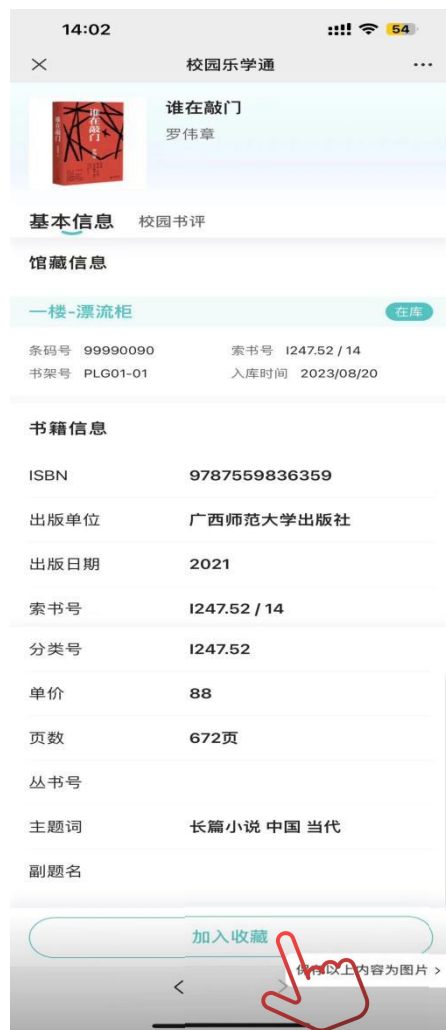 14:02
54
校园乐学通
谁在敲门
谁在敲门
罗伟章
基本信息 校园书评
馆藏信息
一楼-漂流柜 在库
条码号 99990090 索书号 I247.52 / 14
书架号 PLG01-01 入库时间 2023/08/20
书籍信息
ISBN 9787559836359
出版单位 广西师范大学出版社
出版日期 2021
索书号 I247.52 / 14
分类号 I247.52
单价 88
页数 672页
丛书号
主题词 长篇小说 中国 当代
副题名
加入收藏
保存以上内容为图片 >